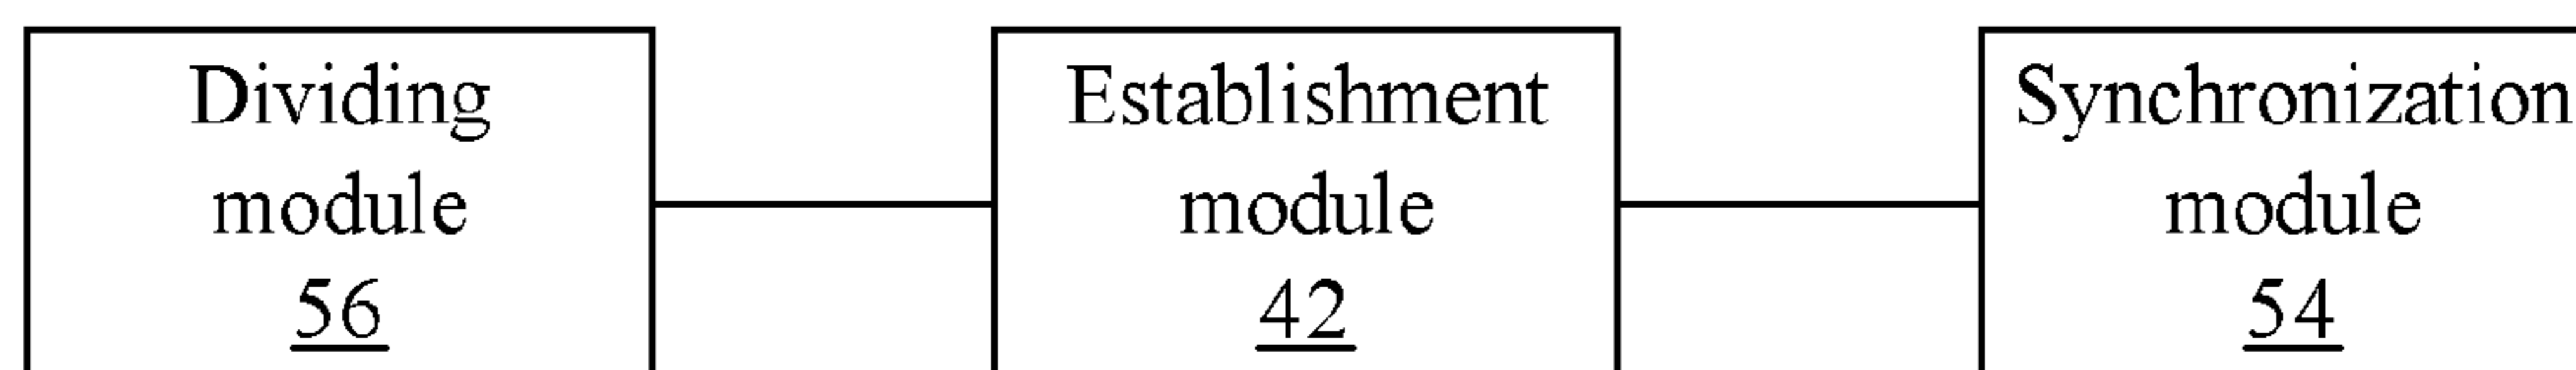 Dividing
module
56
Establishment
module
42
Synchronization
module
54